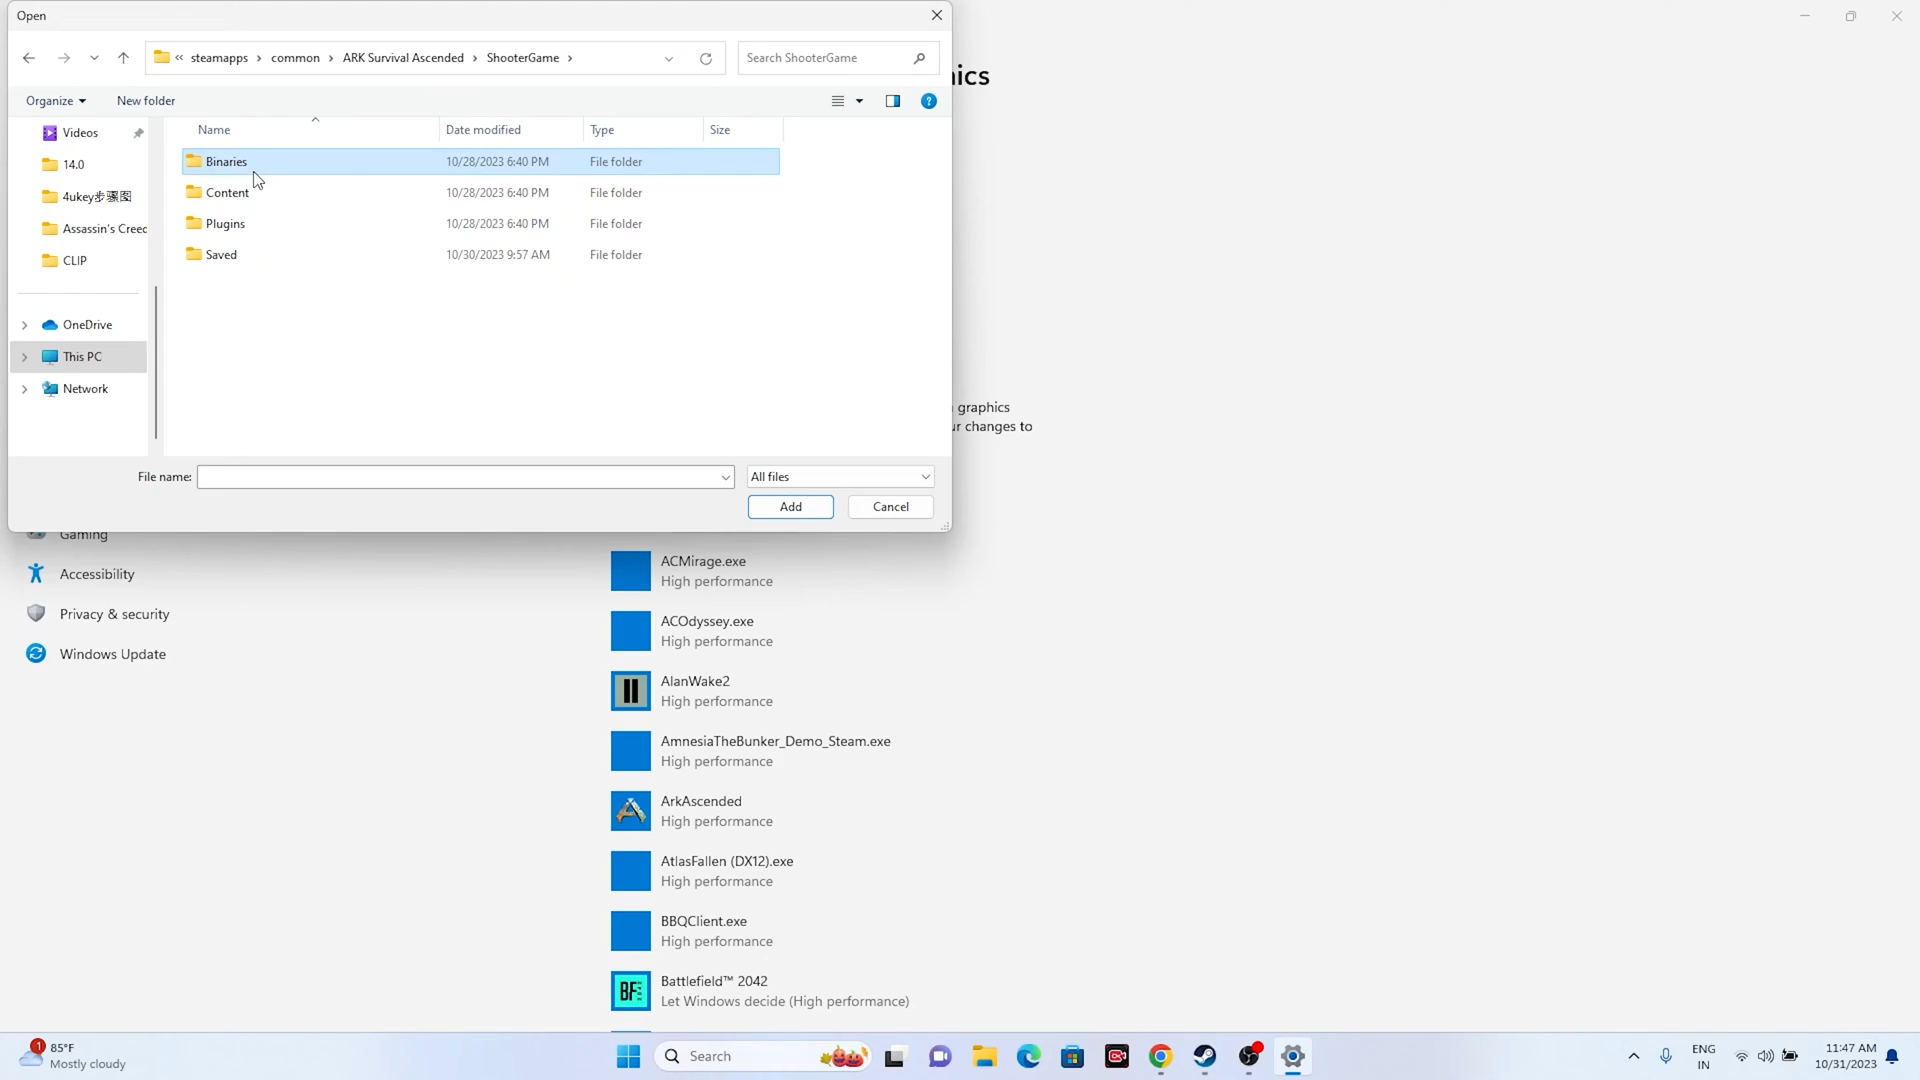 Open
« steamapps > common > ARK Survival Ascended > ShooterGame >
Search ShooterGame
Organize
New folder
Name
Date modified
Type
Size
Videos
14.0
4ukey步骤图
Assassin's Creed
CLIP
OneDrive
This PC
Network
Binaries 10/28/2023 6:40 PM File folder
Content 10/28/2023 6:40 PM File folder
Plugins 10/28/2023 6:40 PM File folder
Saved 10/30/2023 9:57 AM File folder
File name:
All files
Add
Cancel
ics
graphics
ur changes to
Gaming
Accessibility
Privacy & security
Windows Update
ACMirage.exe
High performance
ACOdyssey.exe
High performance
AlanWake2
High performance
AmnesiaTheBunker_Demo_Steam.exe
High performance
ArkAscended
High performance
AtlasFallen (DX12).exe
High performance
BBQClient.exe
High performance
BF
Battlefield™ 2042
Let Windows decide (High performance)
1
85°F
Mostly cloudy
Search
ENG
IN
11:47 AM
10/31/2023